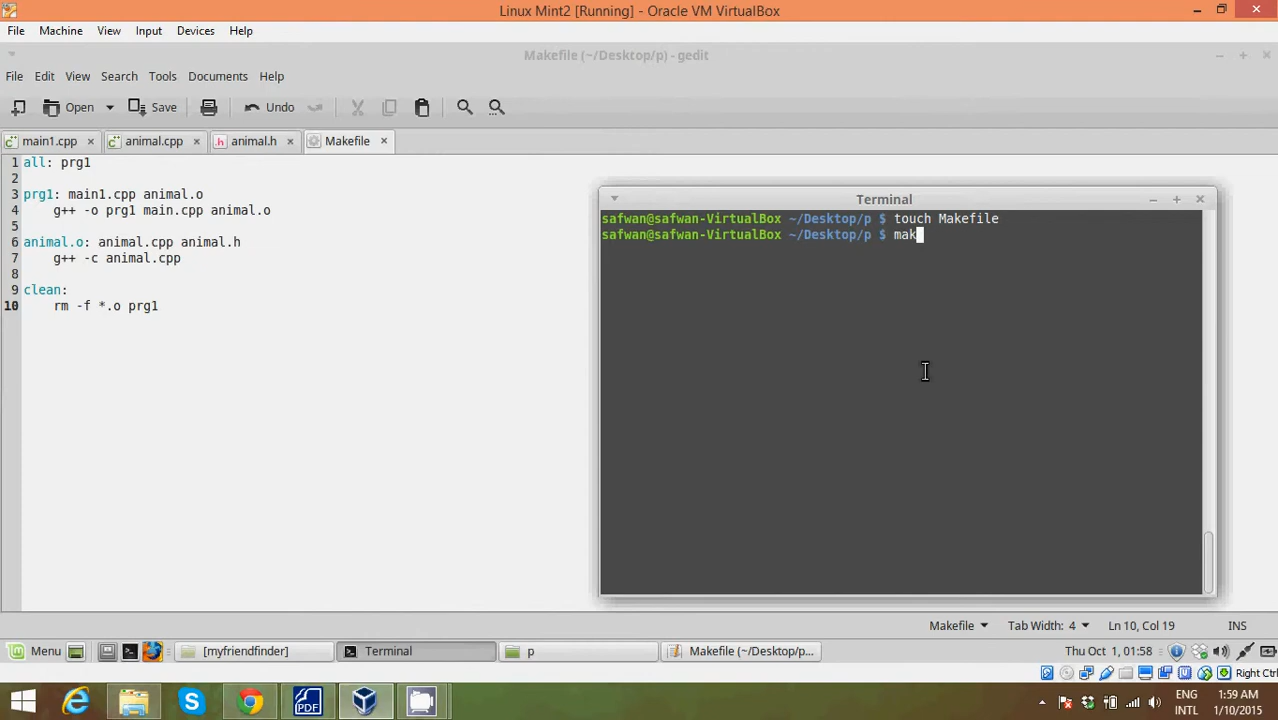 Linux Mint2 [Running] - Oracle VM VirtualBox
File Machine View Input Devices Help
Makefile (~/Desktop/p) - gedit
File Edit View Search Tools Documents Help
Open Save Undo
main1.cpp animal.cpp .h animal.h Makefile
1 all: prg1
2
3 prg1: main1.cpp animal.o
4 g++ -o prg1 main.cpp animal.o
5
6 animal.o: animal.cpp animal.h
7 g++ -c animal.cpp
8
9 clean:
10 rm -f *.o prg1
Terminal
safwan@safwan-VirtualBox ~/Desktop/p $ touch Makefile
safwan@safwan-VirtualBox ~/Desktop/p $ mak
Makefile Tab Width: 4 Ln 10, Col 19 INS
Menu [myfriendfinder] Terminal p Makefile (~/Desktop/p... Thu Oct 1, 01:58
Right Ctrl
PDF
ENG
INTL
1:59 AM
1/10/2015